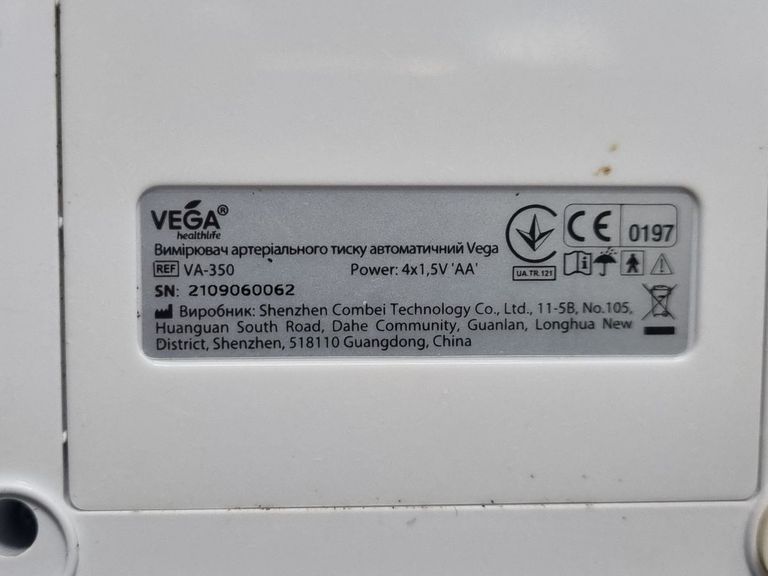 VEGA®
healthlife
Вимірювач артеріального тиску автоматичний Vega
REF VA-350 Power: 4x1,5V 'AA'
SN: 2109060062
Виробник: Shenzhen Combei Technology Co., Ltd., 11-5B, No.105,
Huanguan South Road, Dahe Community, Guanlan, Longhua New
District, Shenzhen, 518110 Guangdong, China
UA.TR.121
CE 0197